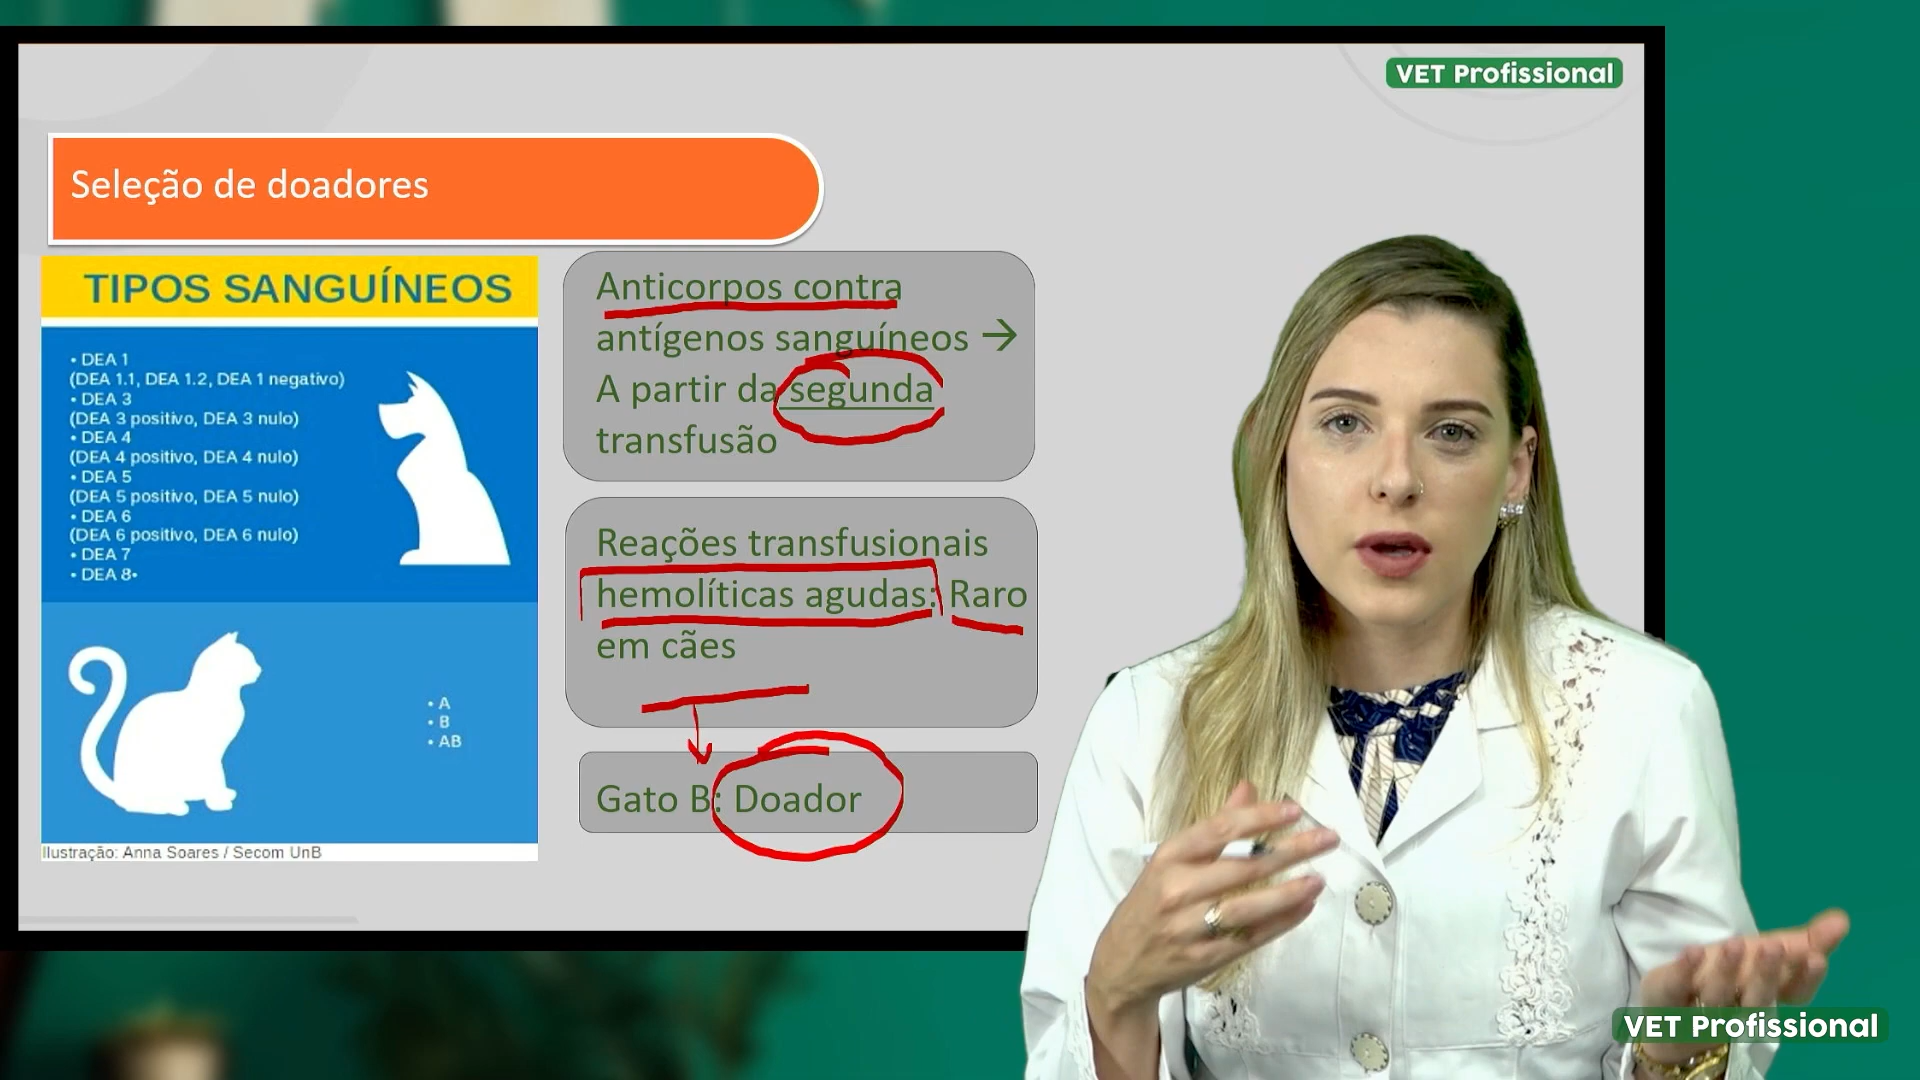 VET Profissional
Seleção de doadores
TIPOS SANGUÍNEOS
• DEA 1
(DEA 1.1, DEA 1.2, DEA 1 negativo)
• DEA 3
(DEA 3 positivo, DEA 3 nulo)
• DEA 4
(DEA 4 positivo, DEA 4 nulo)
• DEA 5
(DEA 5 positivo, DEA 5 nulo)
• DEA 6
(DEA 6 positivo, DEA 6 nulo)
• DEA 7
• DEA 8•
• A
• B
• AB
Ilustração: Anna Soares / Secom UnB
Anticorpos contra
antígenos sanguíneos →
A partir da segunda
transfusão
Reações transfusionais
hemolíticas agudas: Raro
em cães
Gato B: Doador
VET Profissional